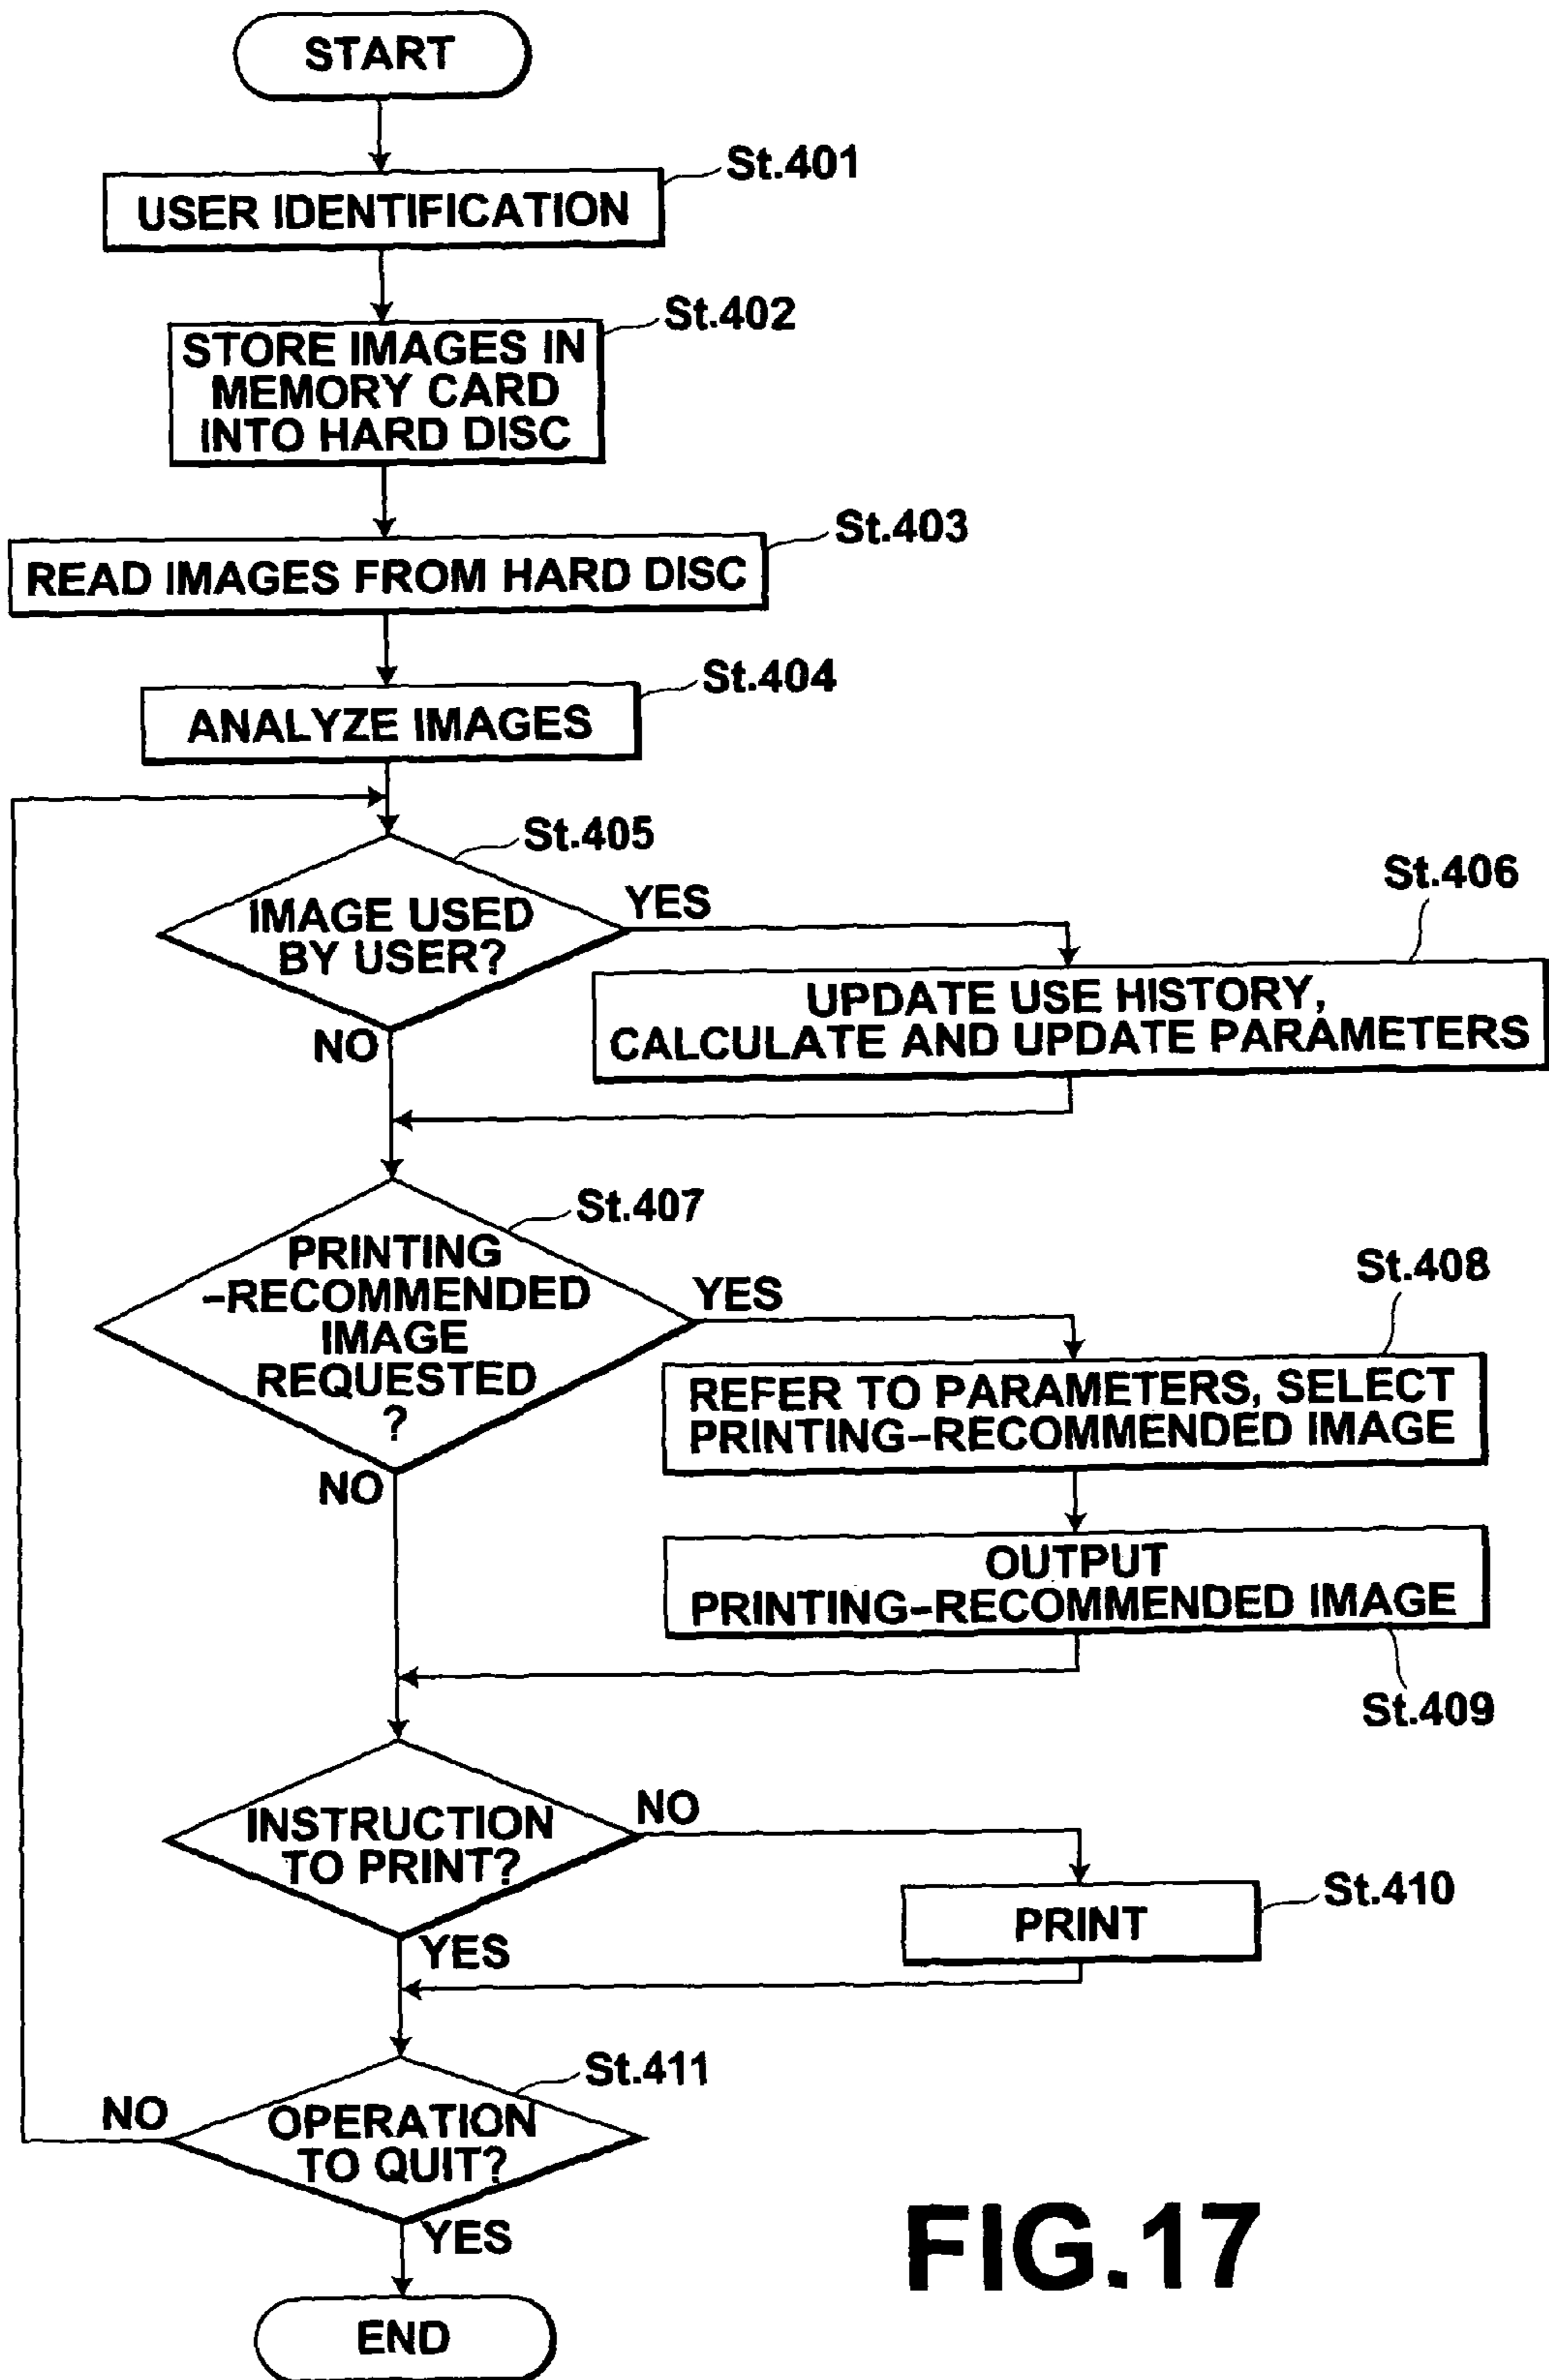 START
St.401
USER IDENTIFICATION
St.402
STORE IMAGES IN
MEMORY CARD
INTO HARD DISC
St.403
READ IMAGES FROM HARD DISC
St.404
ANALYZE IMAGES
St.405
IMAGE USED
BY USER?
YES
NO
St.406
UPDATE USE HISTORY,
CALCULATE AND UPDATE PARAMETERS
St.407
PRINTING
-RECOMMENDED
IMAGE
REQUESTED
?
YES
NO
St.408
REFER TO PARAMETERS, SELECT
PRINTING-RECOMMENDED IMAGE
OUTPUT
PRINTING-RECOMMENDED IMAGE
St.409
INSTRUCTION
TO PRINT?
NO
YES
St.410
PRINT
St.411
OPERATION
TO QUIT?
NO
YES
END
FIG.17